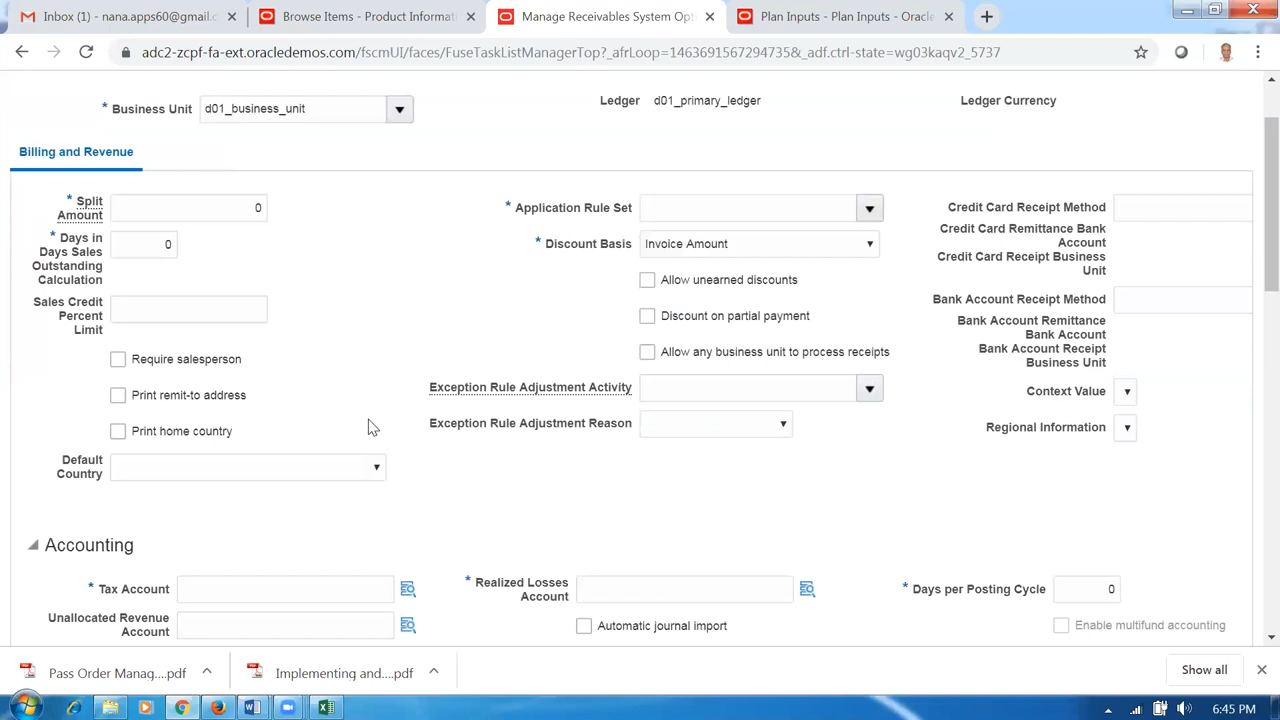 Inbox (1) - nana.apps60@gmail.c
Browse Items - Product Informati
Manage Receivables System Opt
Plan Inputs - Plan Inputs - Oracl
adc2-zcpf-fa-ext.oracledemos.com/fscmUI/faces/FuseTaskListManagerTop?_afrLoop=14636915672947​35&_adf.ctrl-state=wg03kaqv2_5737
* Business Unit d01_business_unit
Ledger d01_primary_ledger
Ledger Currency
Billing and Revenue
* Split Amount 0
* Days in Days Sales Outstanding Calculation 0
Sales Credit Percent Limit
Require salesperson
Print remit-to address
Print home country
Default Country
* Application Rule Set
* Discount Basis Invoice Amount
Allow unearned discounts
Discount on partial payment
Allow any business unit to process receipts
Exception Rule Adjustment Activity
Exception Rule Adjustment Reason
Credit Card Receipt Method
Credit Card Remittance Bank Account
Credit Card Receipt Business Unit
Bank Account Receipt Method
Bank Account Remittance Bank Account
Bank Account Receipt Business Unit
Context Value
Regional Information
Accounting
* Tax Account
Unallocated Revenue Account
* Realized Losses Account
Automatic journal import
* Days per Posting Cycle 0
Enable multifund accounting
Pass Order Manag....pdf
Implementing and....pdf
Show all
6:45 PM